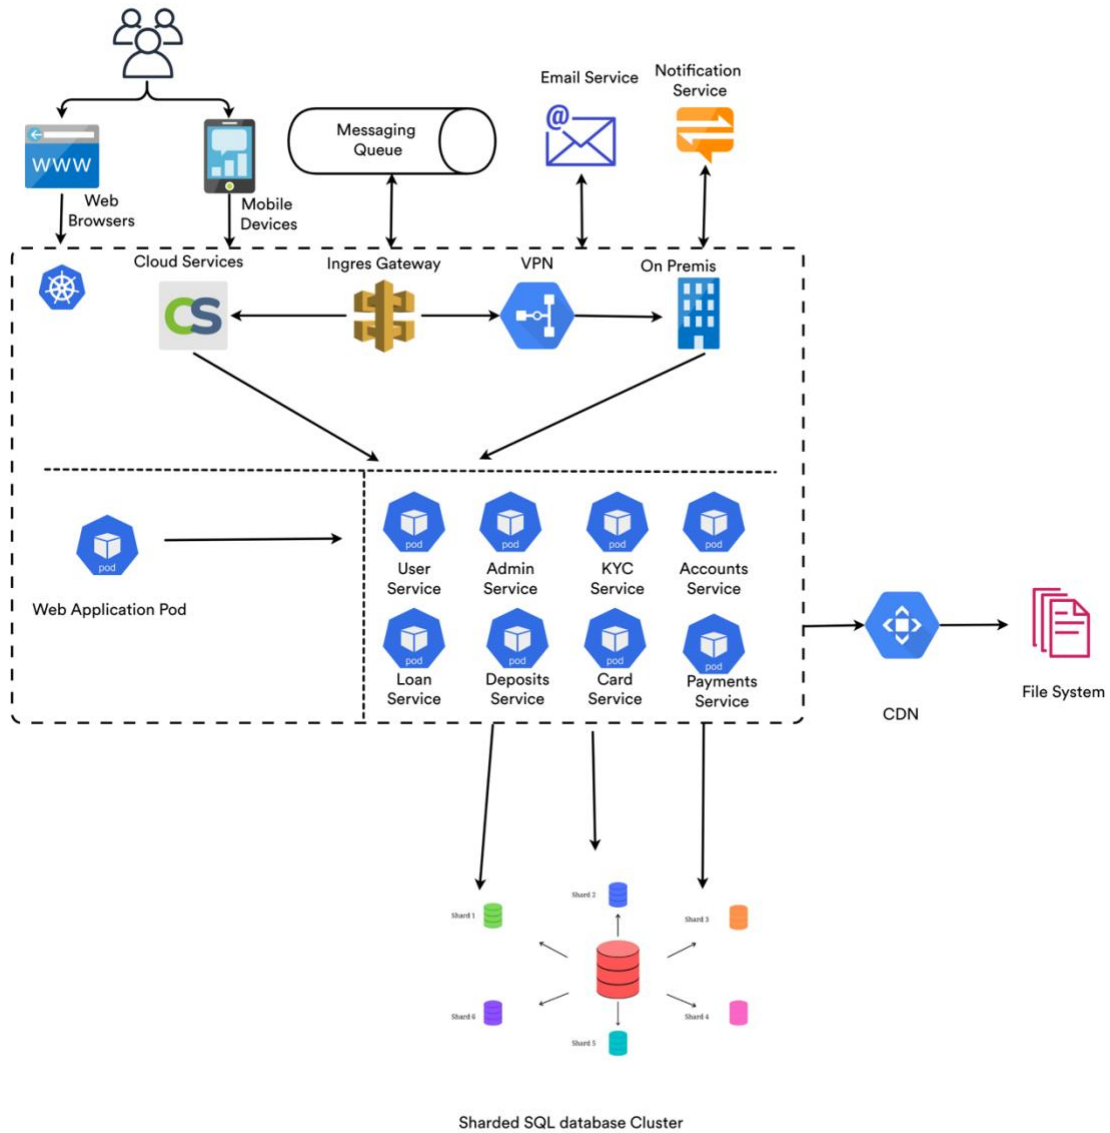 Email Service
Notification
Service
@
Messaging
Queue
WWW
Web
Browsers
Mobile
Devices
Cloud Services
Ingres Gateway
VPN
On Premis
CS
pod
pod
pod
pod
User
Service
Admin
Service
KYC
Service
Accounts
Service
pod
Web Application Pod
pod
pod
pod
pod
Loan
Service
Deposits
Service
Card
Service
Payments
Service
CDN
File System
Shard 1
Shard 2
Shard 3
Shard 6
Shard 5
Shard 4
Sharded SQL database Cluster